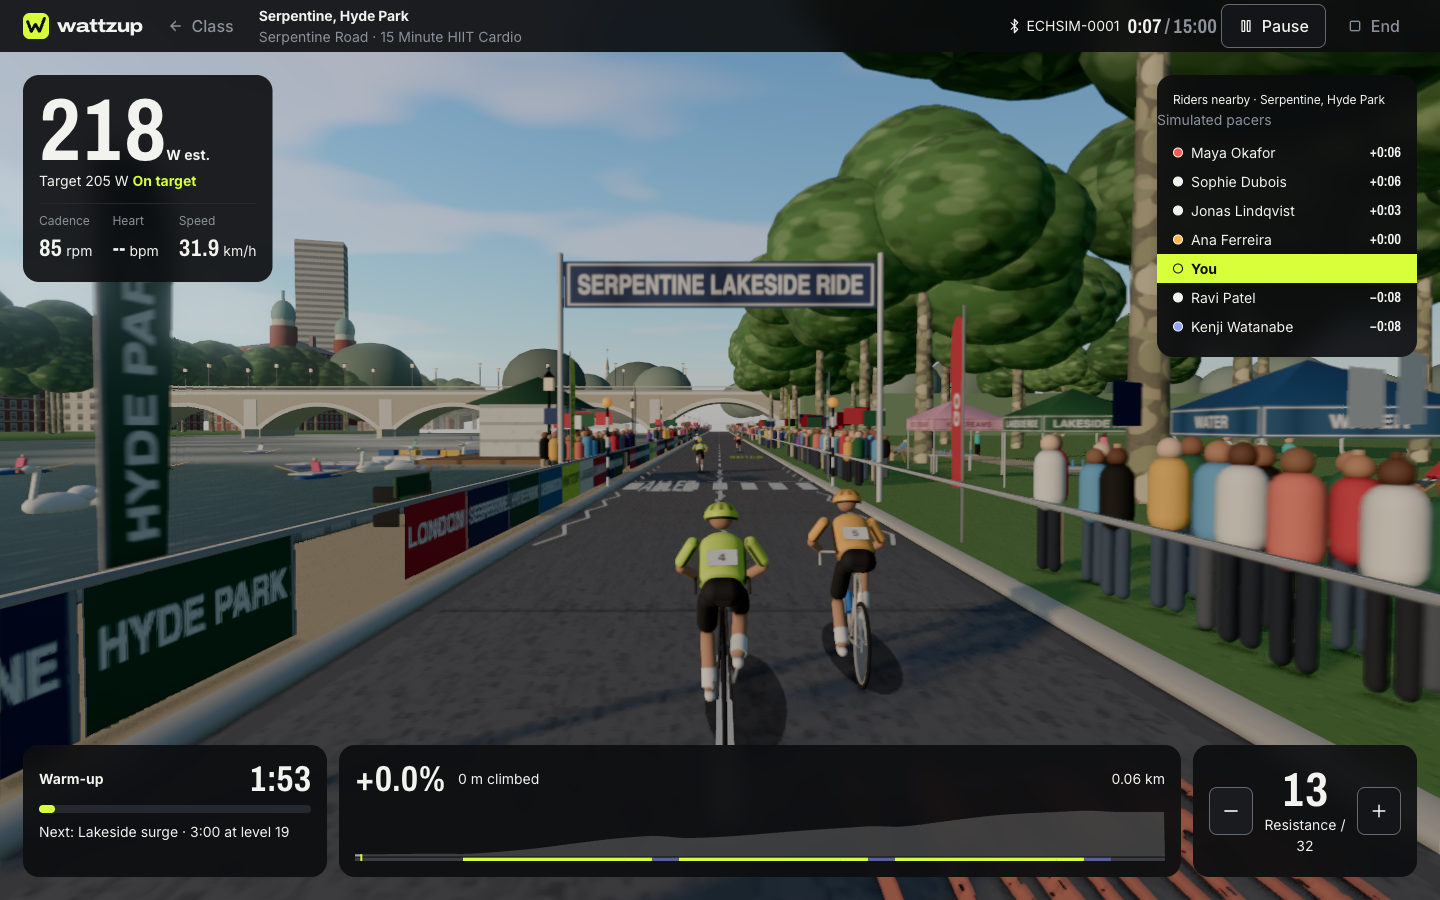 wattzup
Class
Serpentine, Hyde Park
Serpentine Road · 15 Minute HIIT Cardio
ECHSIM-0001
0:07 / 15:00
Pause
End
218 W est.
Target 205 W On target
Cadence Heart Speed
85 rpm -- bpm 31.9 km/h
Riders nearby · Serpentine, Hyde Park
Simulated pacers
Maya Okafor +0:06
Sophie Dubois +0:06
Jonas Lindqvist +0:03
Ana Ferreira +0:00
You
Ravi Patel −0:08
Kenji Watanabe −0:08
SERPENTINE LAKESIDE RIDE
HYDE PA
LAKESIDE
WATER
LONDON
HYDE PARK
NE
4
5
Warm-up 1:53
Next: Lakeside surge · 3:00 at level 19
+0.0% 0 m climbed 0.06 km
13
Resistance /
32